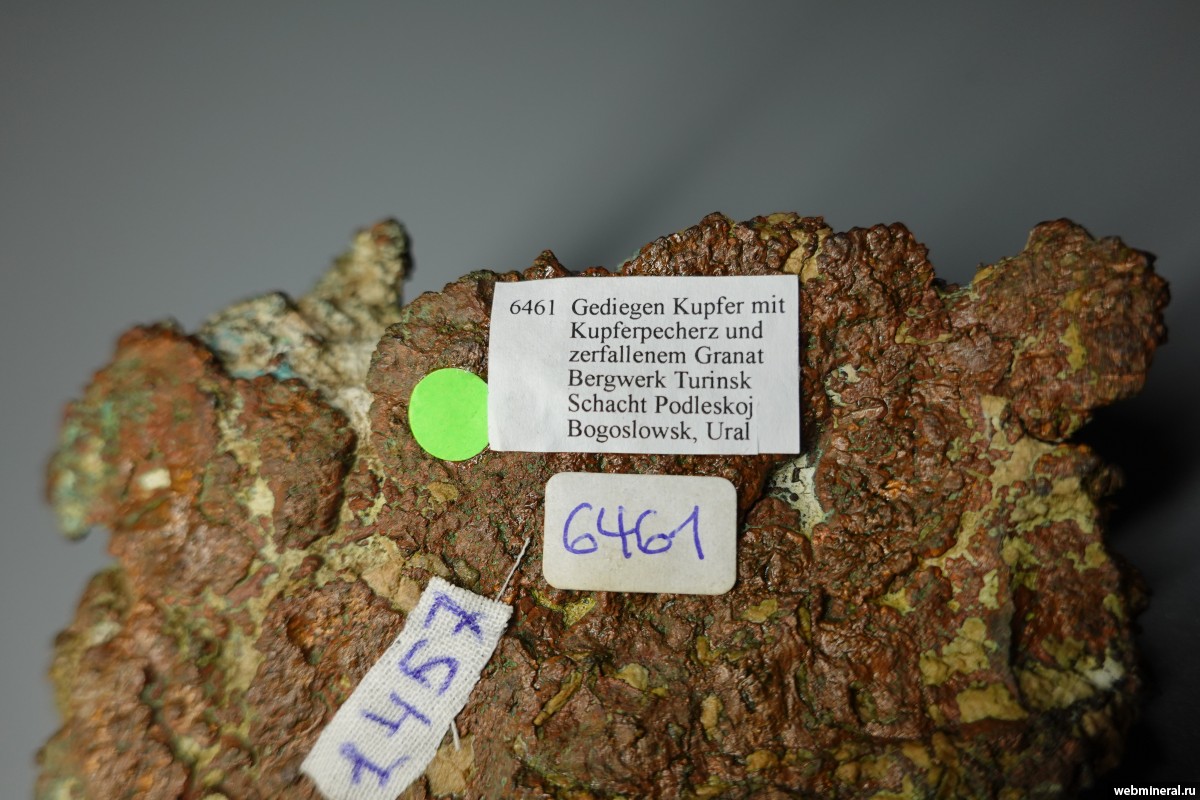 6461 Gediegen Kupfer mit
Kupferpecherz und
zerfallenem Granat
Bergwerk Turinsk
Schacht Podleskoj
Bogoslowsk, Ural
6461
1457
webmineral.ru